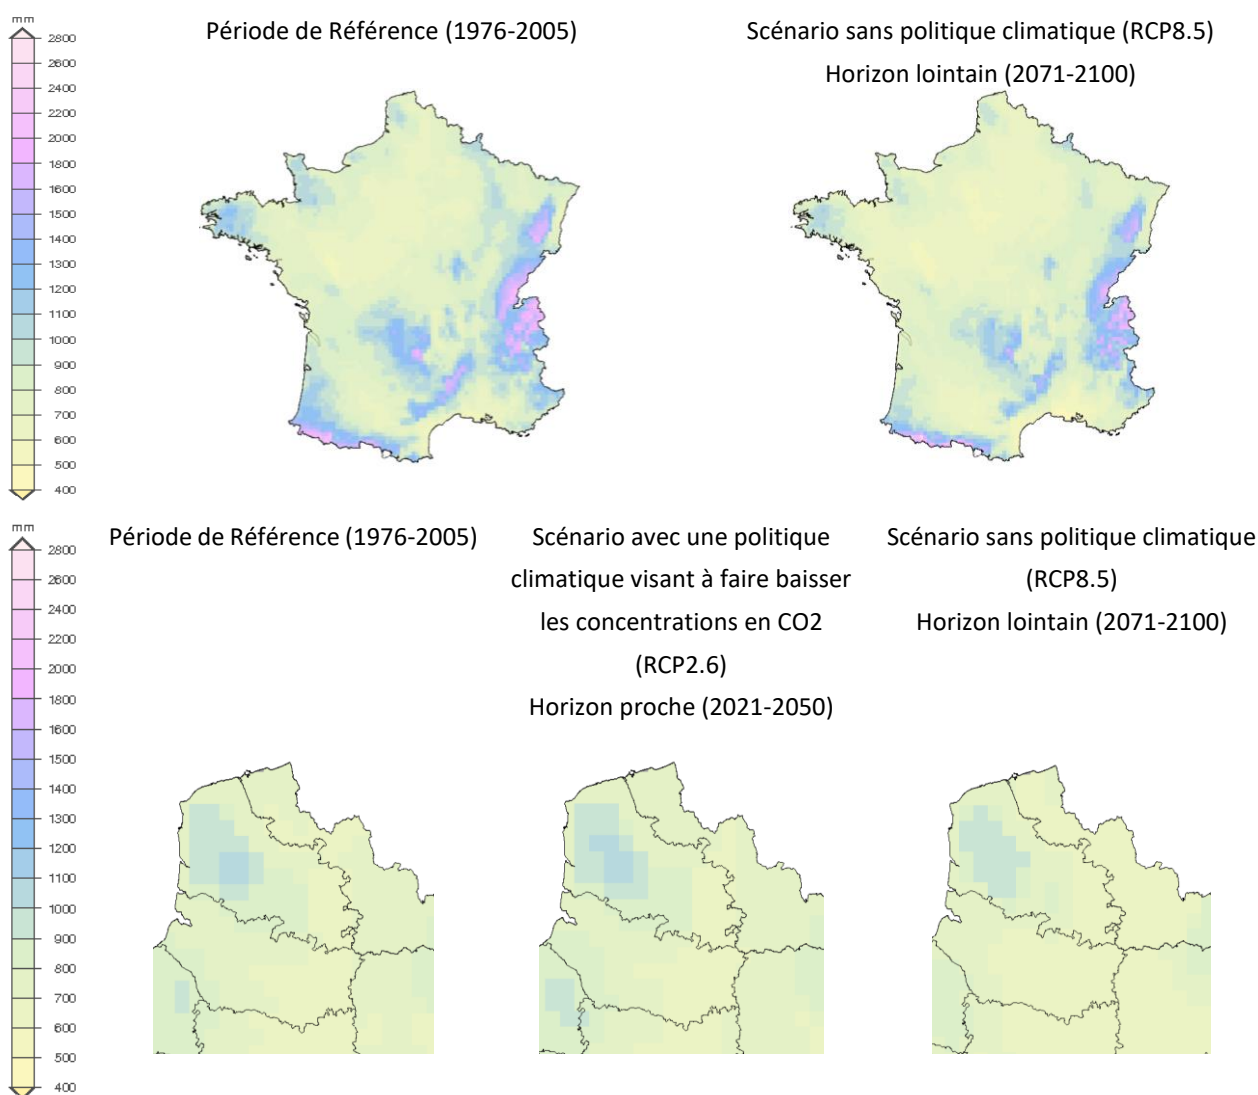 mm
2800
2600
2400
2200
2000
1800
1600
1500
1400
1300
1200
1100
1000
900
800
700
600
500
400
Période de Référence (1976-2005)
Scénario sans politique climatique (RCP8.5)
Horizon lointain (2071-2100)
mm
2800
2600
2400
2200
2000
1800
1600
1500
1400
1300
1200
1100
1000
900
800
700
600
500
400
Période de Référence (1976-2005)
Scénario avec une politique
climatique visant à faire baisser
les concentrations en CO2
(RCP2.6)
Horizon proche (2021-2050)
Scénario sans politique climatique
(RCP8.5)
Horizon lointain (2071-2100)